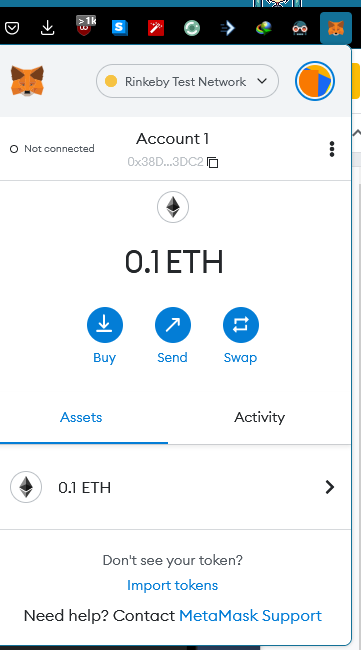 >1k
S
Rinkeby Test Network
Not connected
Account 1
0x38D...3DC2
0.1 ETH
Buy
Send
Swap
Assets
Activity
0.1 ETH
Don't see your token?
Import tokens
Need help? Contact MetaMask Support